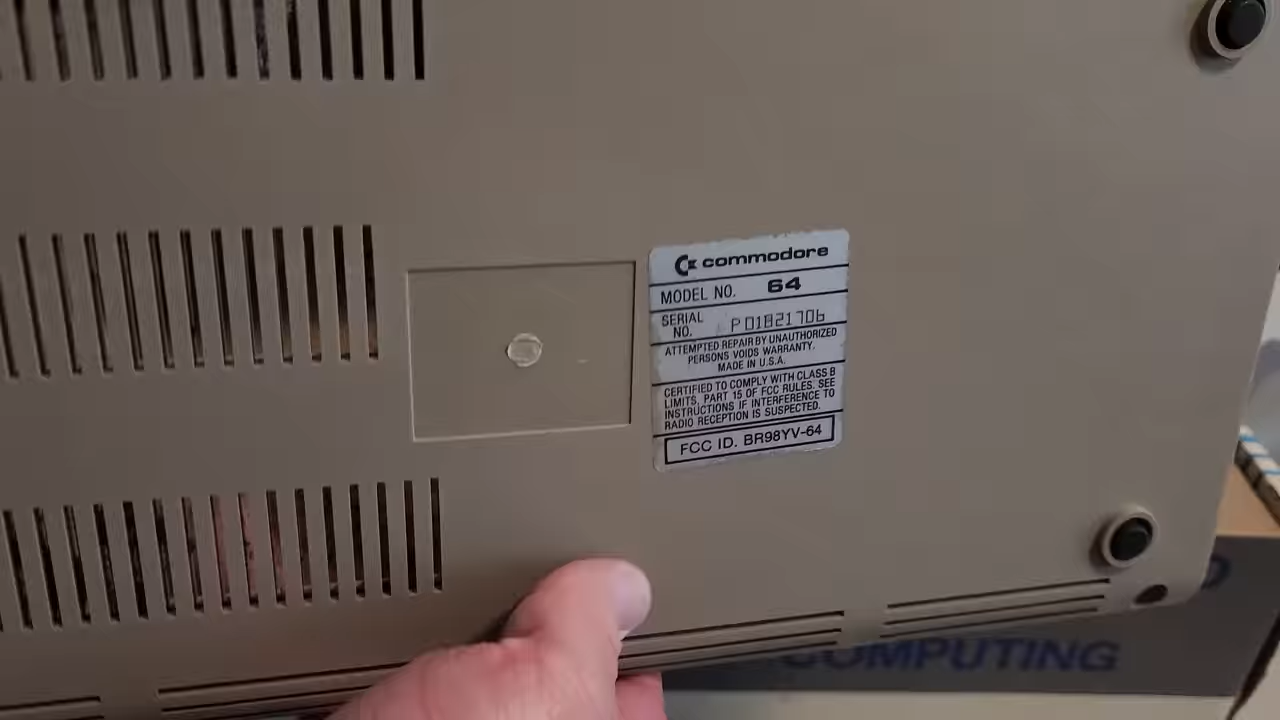 commodore
MODEL NO. 64
SERIAL NO. P01821706
ATTEMPTED REPAIR BY UNAUTHORIZED
PERSONS VOIDS WARRANTY.
MADE IN U.S.A.
CERTIFIED TO COMPLY WITH CLASS B
LIMITS, PART 15 OF FCC RULES. SEE
INSTRUCTIONS IF INTERFERENCE TO
RADIO RECEPTION IS SUSPECTED.
FCC ID. BR98YV-64
COMPUTING